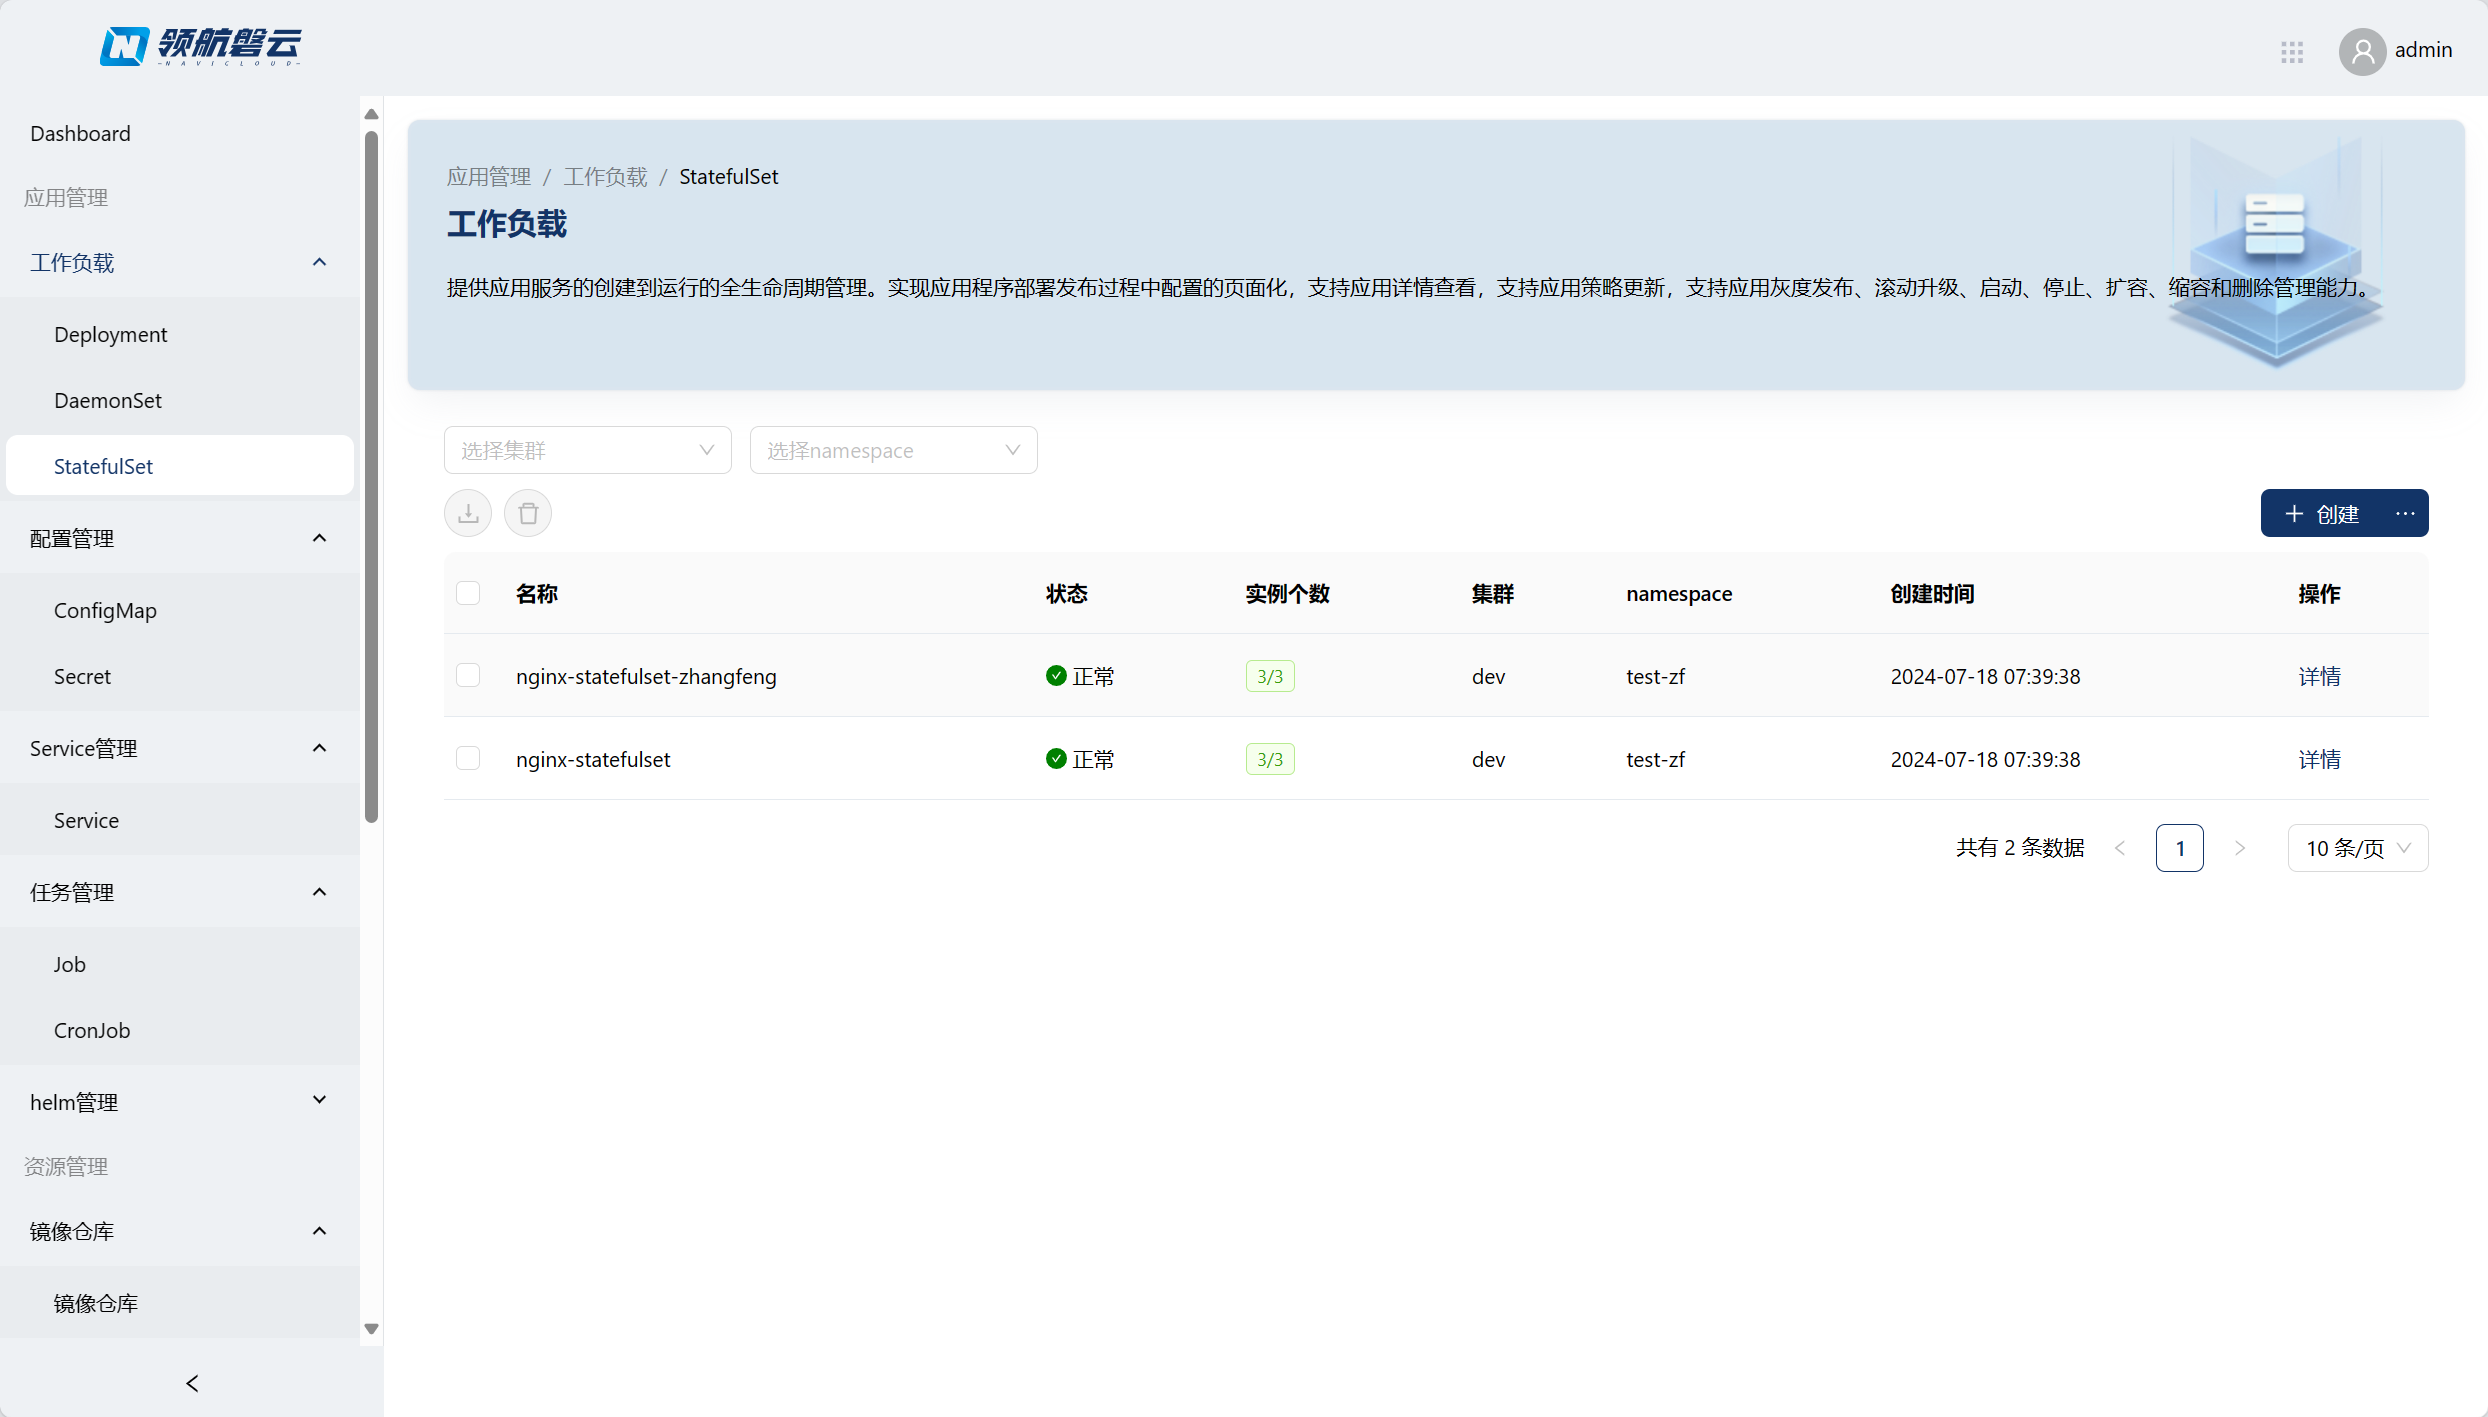 领航磐云
-NAVICLOUD-
admin
Dashboard
应用管理
工作负载
Deployment
DaemonSet
StatefulSet
配置管理
ConfigMap
Secret
Service管理
Service
任务管理
Job
CronJob
helm管理
资源管理
镜像仓库
镜像仓库
应用管理 / 工作负载 / StatefulSet
工作负载
提供应用服务的创建到运行的全生命周期管理。实现应用程序部署发布过程中配置的页面化，支持应用详情查看，支持应用策略更新，支持应用灰度发布、滚动升级、启动、停止、扩容、缩容和删除管理能力。
选择集群 选择namespace
创建 ···
名称 状态 实例个数 集群 namespace 创建时间 操作
nginx-statefulset-zhangfeng 正常 3/3 dev test-zf 2024-07-18 07:39:38 详情
nginx-statefulset 正常 3/3 dev test-zf 2024-07-18 07:39:38 详情
共有 2 条数据 < 1 > 10 条/页